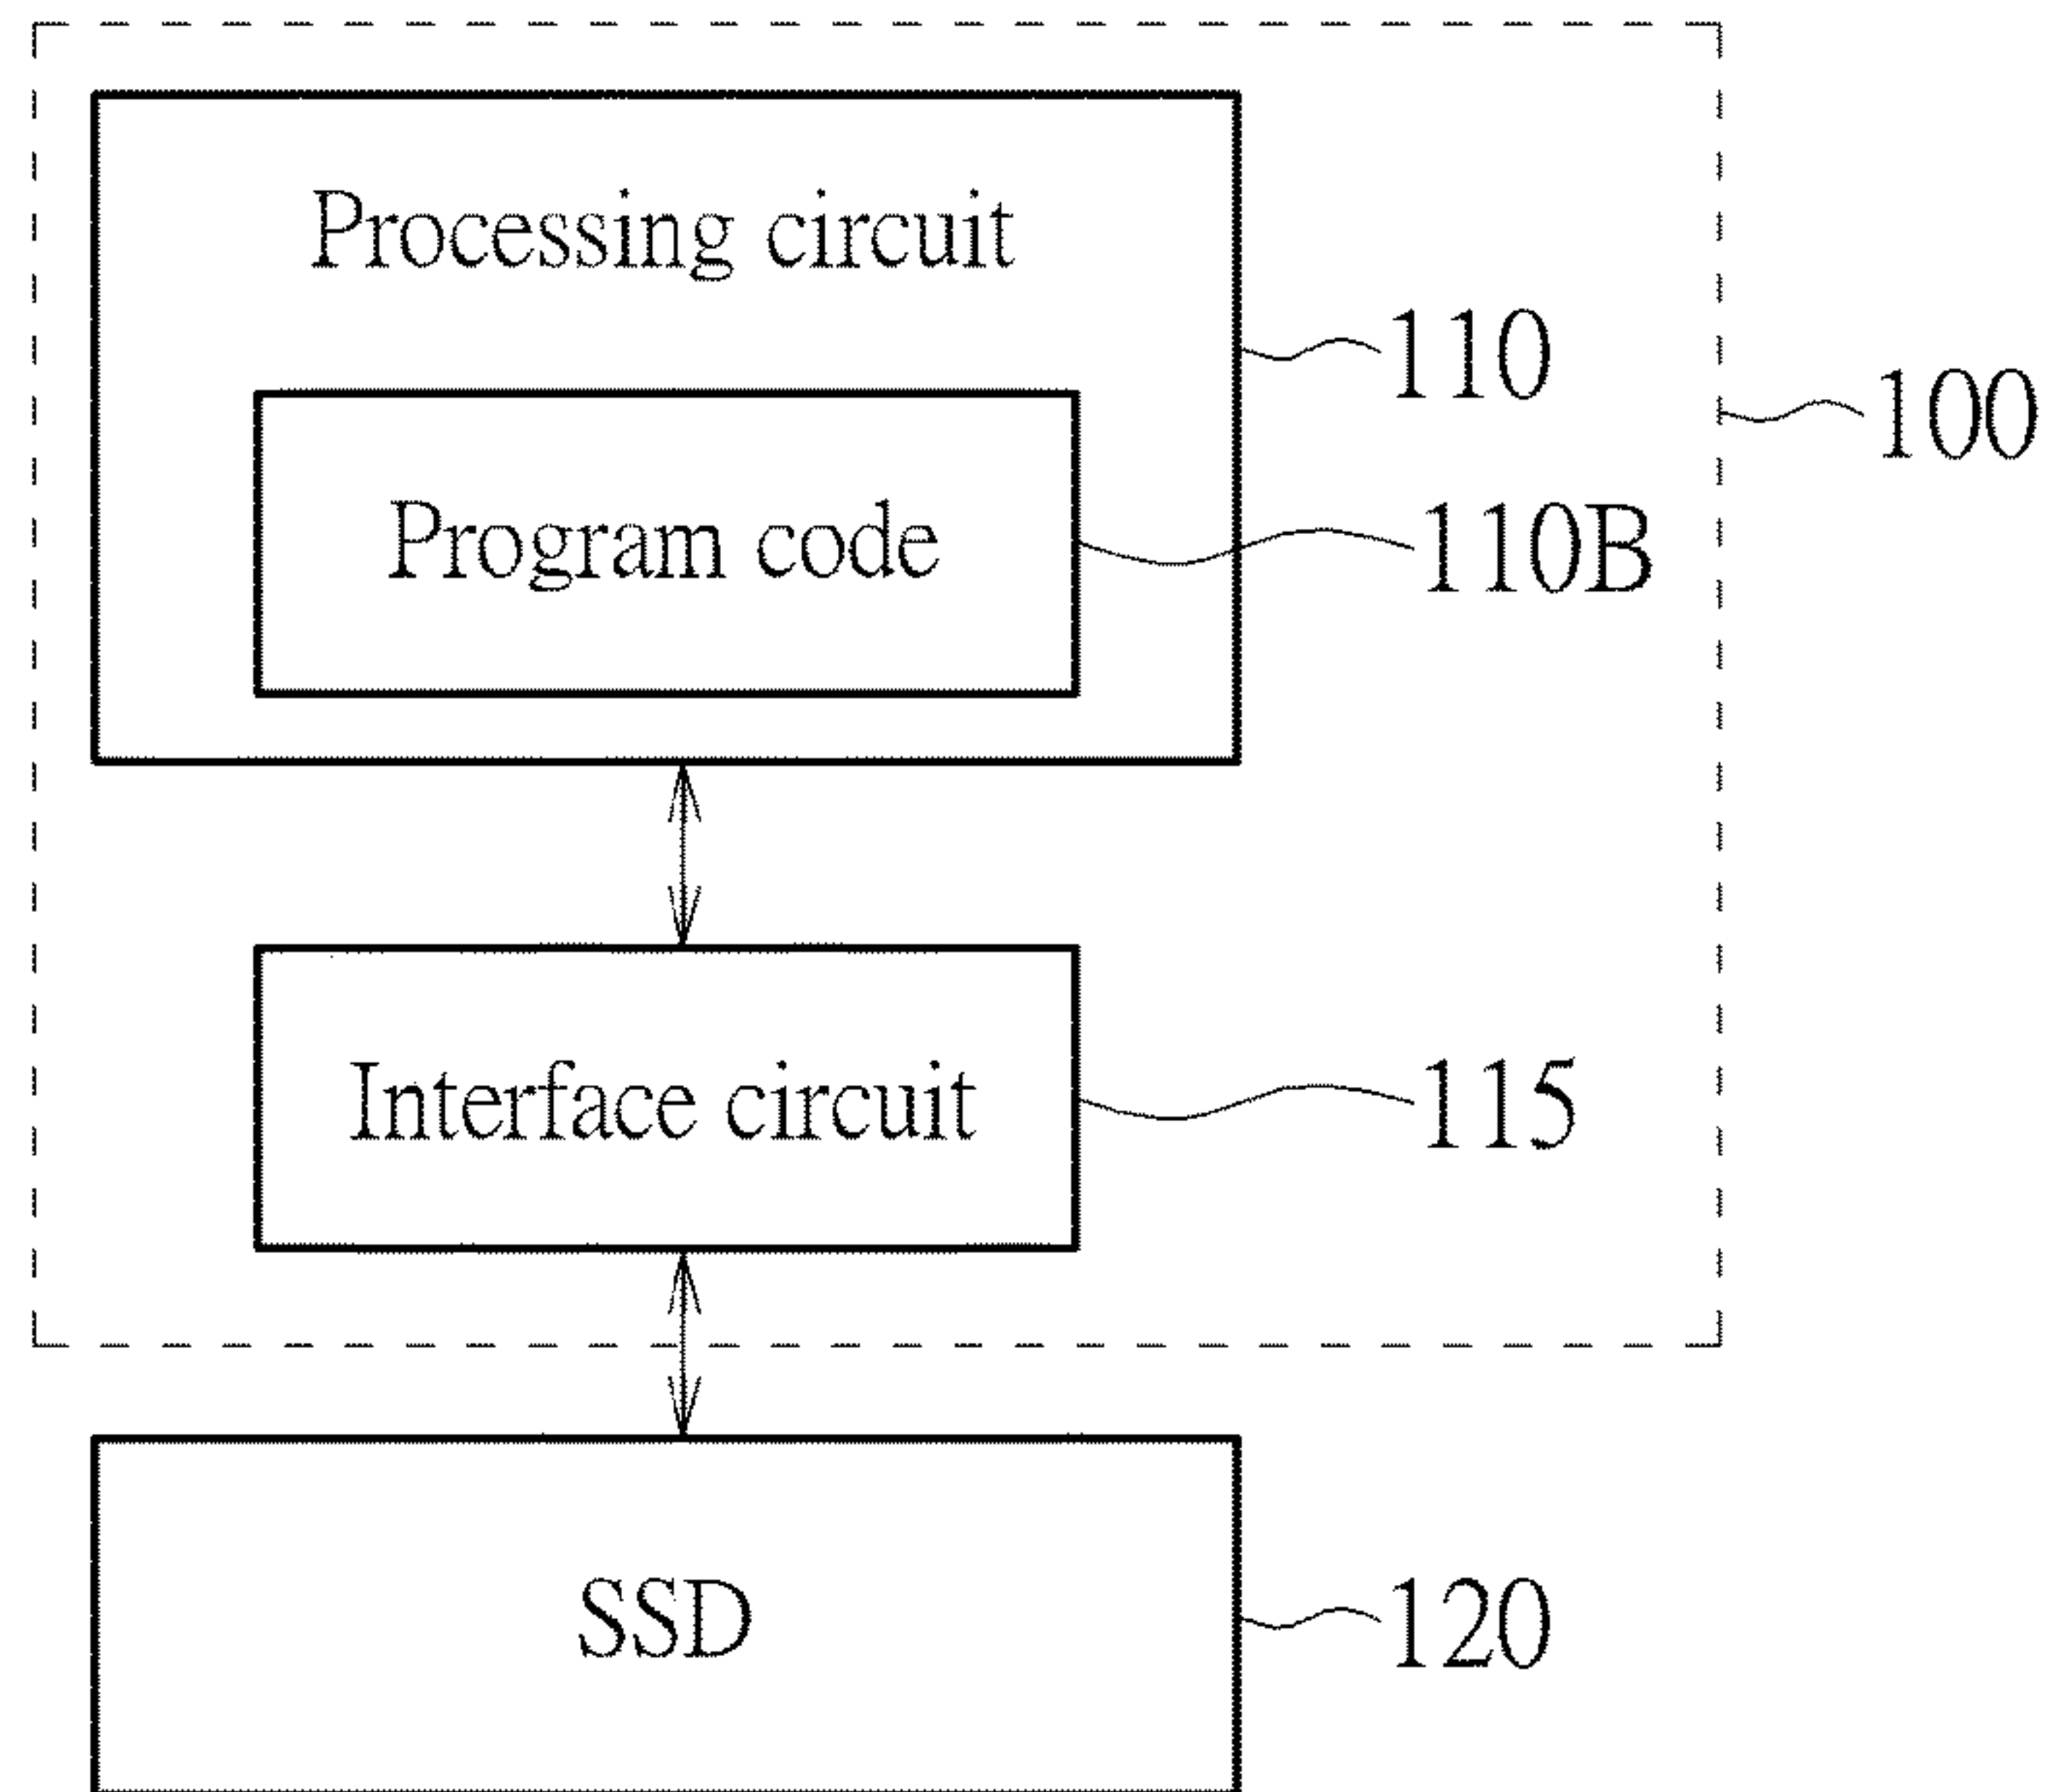 Processing circuit
110
100
Program code
110B
Interface circuit
115
SSD
120